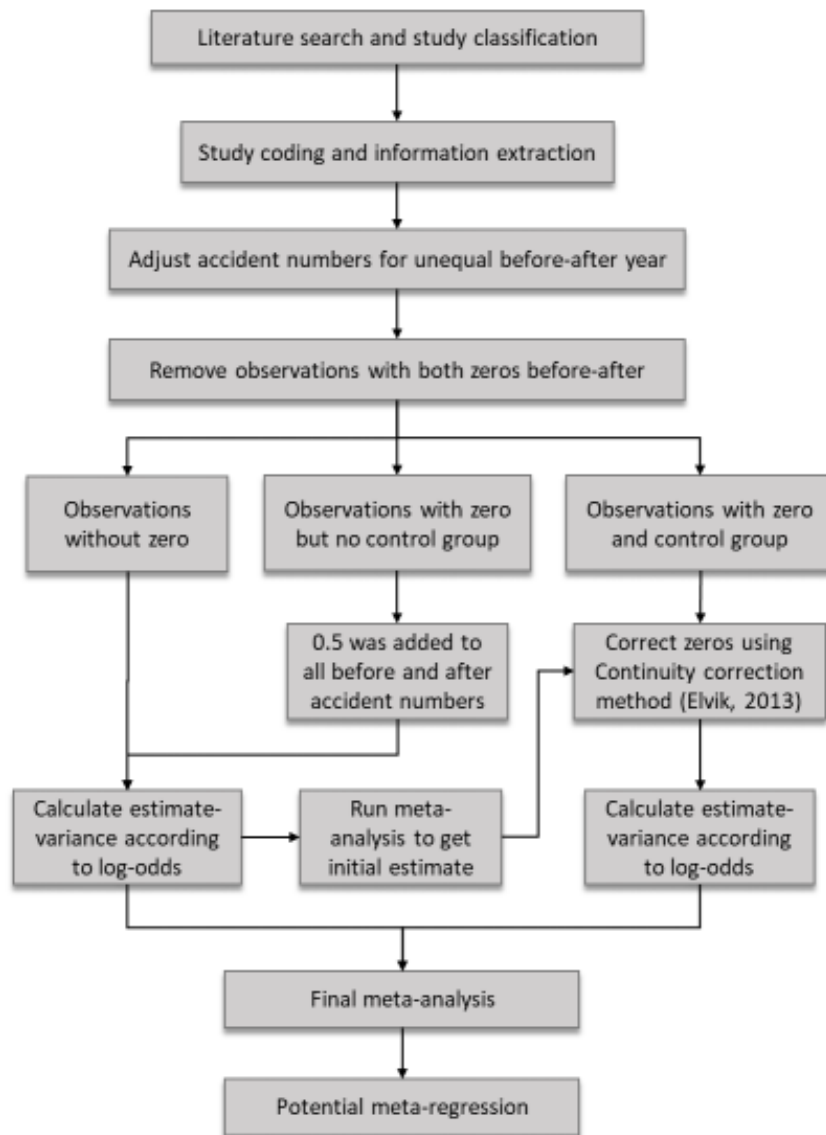 Literature search and study classification
Study coding and information extraction
Adjust accident numbers for unequal before-after year
Remove observations with both zeros before-after
Observations
without zero
Observations with zero
but no control group
Observations with zero
and control group
0.5 was added to
all before and after
accident numbers
Correct zeros using
Continuity correction
method (Elvik, 2013)
Calculate estimate-
variance according
to log-odds
Run meta-
analysis to get
initial estimate
Calculate estimate-
variance according
to log-odds
Final meta-analysis
Potential meta-regression